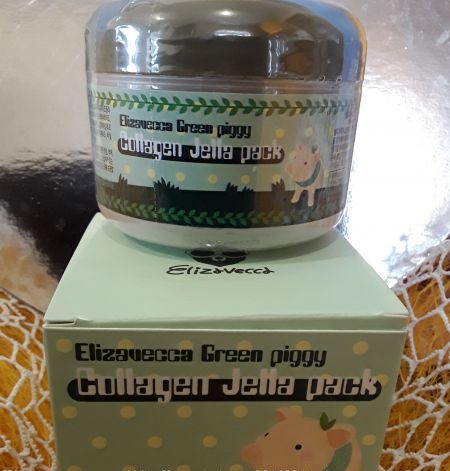 Elizavecca Green piggy
Collagen Jella pack
Elizavecca
Elizavecca Green piggy
Collagen Jella pack